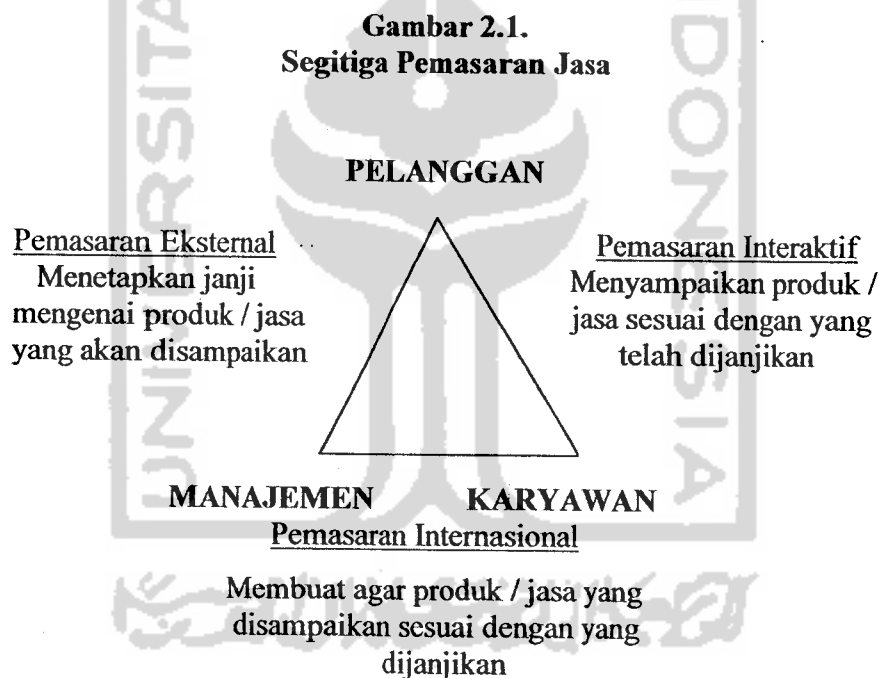 Gambar 2.1.
Segitiga Pemasaran Jasa
PELANGGAN
Pemasaran Eksternal
Menetapkan janji
mengenai produk / jasa
yang akan disampaikan
Pemasaran Interaktif
Menyampaikan produk /
jasa sesuai dengan yang
telah dijanjikan
MANAJEMEN KARYAWAN
Pemasaran Internasional
Membuat agar produk / jasa yang
disampaikan sesuai dengan yang
dijanjikan